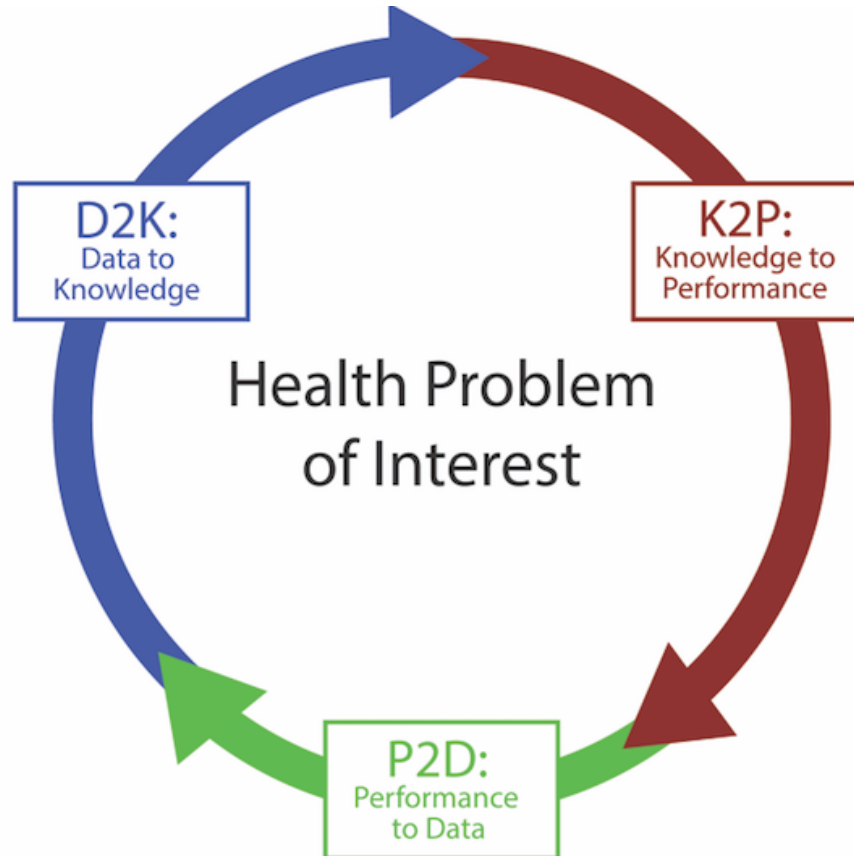 D2K:
Data to
Knowledge
K2P:
Knowledge to
Performance
Health Problem
of Interest
P2D:
Performance
to Data